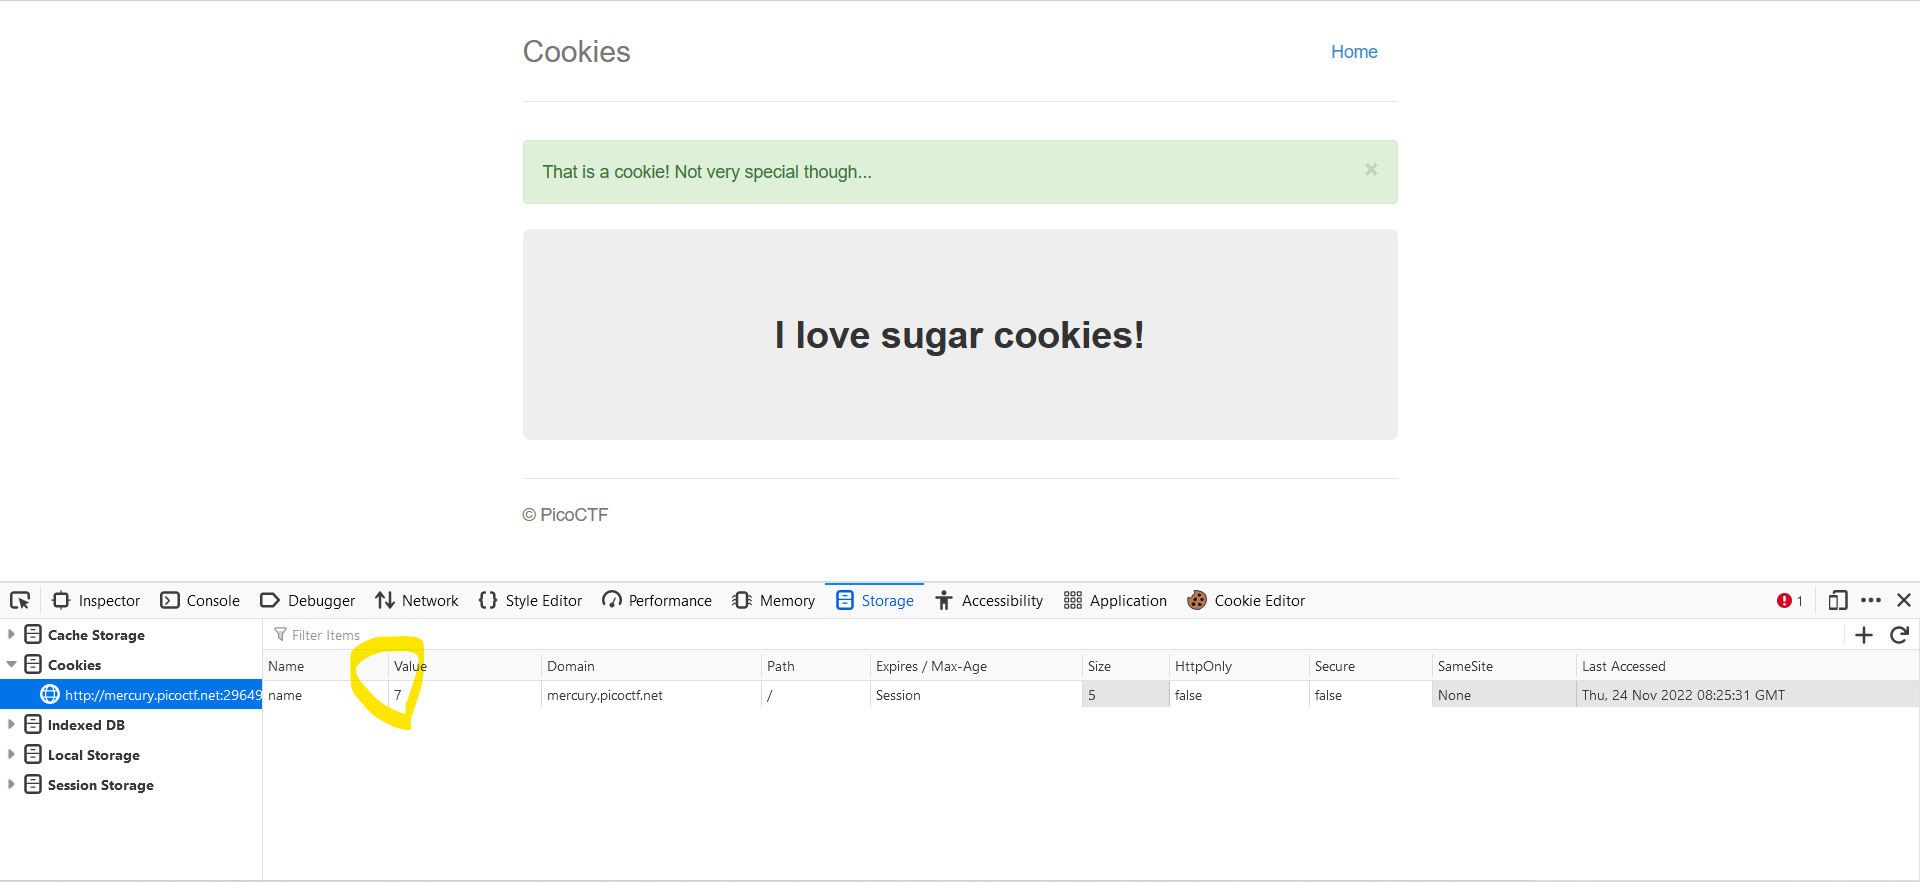 Cookies Home
That is a cookie! Not very special though... ×
I love sugar cookies!
© PicoCTF
Inspector Console Debugger Network Style Editor Performance Memory Storage Accessibility Application Cookie Editor 1
Cache Storage Filter Items
Cookies Name Value Domain Path Expires / Max-Age Size HttpOnly Secure SameSite Last Accessed
http://mercury.picoctf.net:29649 name 7 mercury.picoctf.net / Session 5 false false None Thu, 24 Nov 2022 08:25:31 GMT
Indexed DB
Local Storage
Session Storage